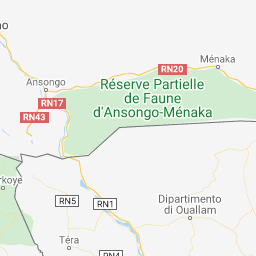 no
Ménaka
RN20
Ansongo
Réserve Partielle
de Faune
d'Ansongo-Ménaka
RN17
RN43
rkoye
RN5
RN1
Dipartimento
di Ouallam
Téra
RN4